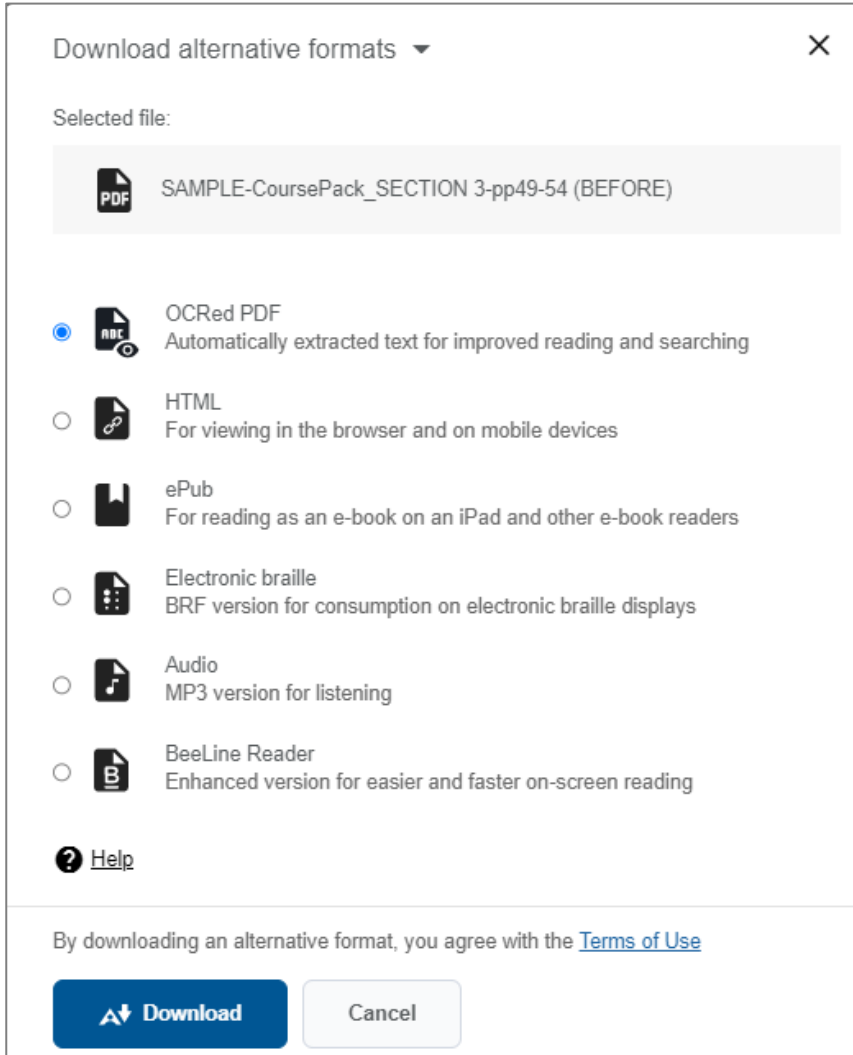 Download alternative formats
Selected file:
PDF
SAMPLE-CoursePack_SECTION 3-pp49-54 (BEFORE)
ABC
OCRed PDF
Automatically extracted text for improved reading and searching
HTML
For viewing in the browser and on mobile devices
ePub
For reading as an e-book on an iPad and other e-book readers
Electronic braille
BRF version for consumption on electronic braille displays
Audio
MP3 version for listening
B
BeeLine Reader
Enhanced version for easier and faster on-screen reading
? Help
By downloading an alternative format, you agree with the Terms of Use
A Download
Cancel